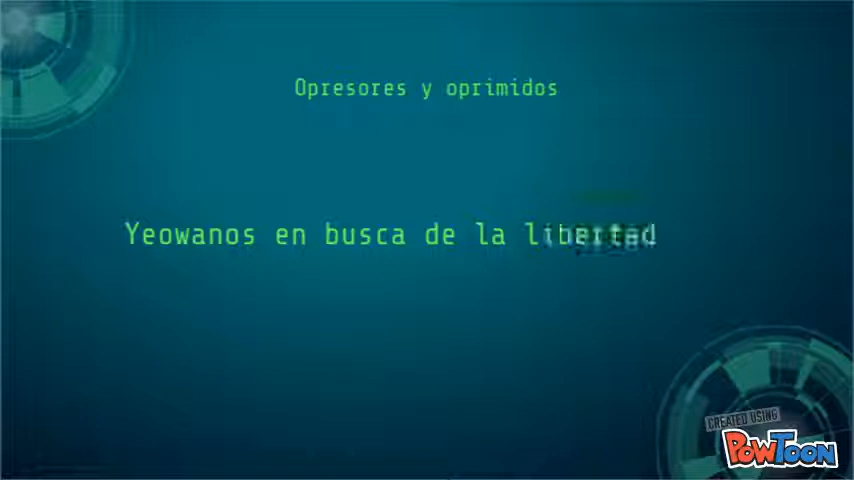 Opresores y oprimidos
Yeowanos en busca de la libertad
CREATED USING
PowToon